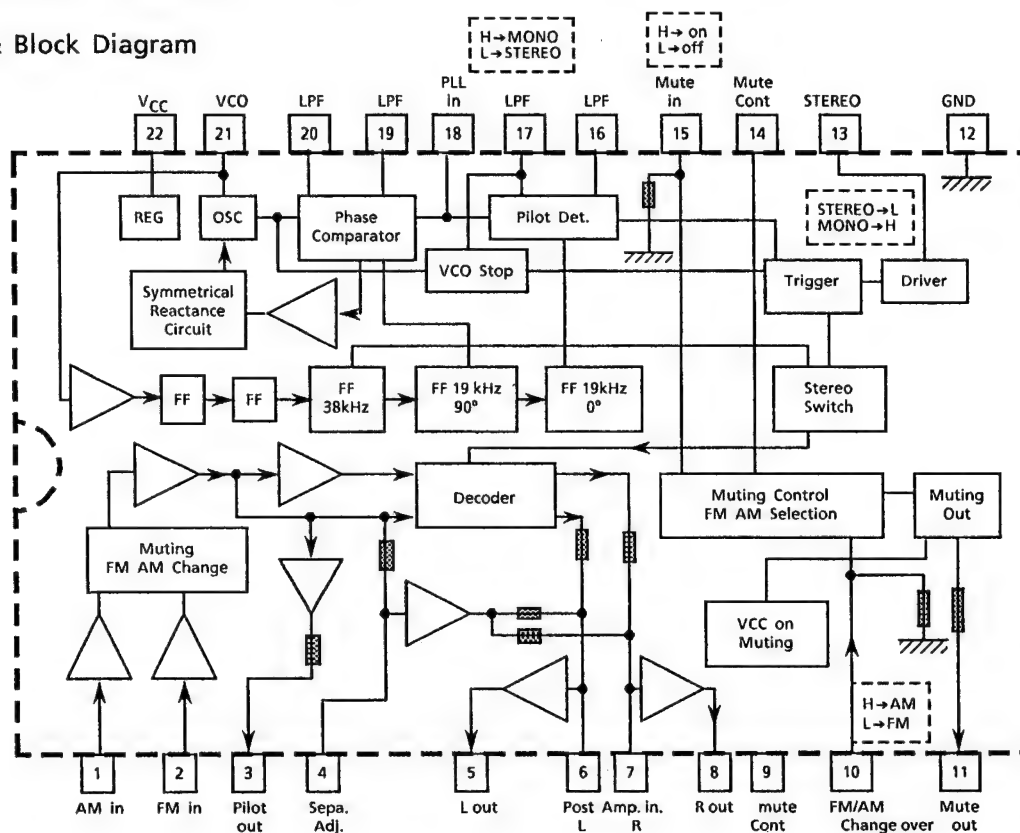 & Block Diagram
H→MONO
L→STEREO
H→on
L→off
VCC
VCO
LPF
LPF
PLL
In
LPF
LPF
Mute
in
Mute
Cont
STEREO
GND
22
21
20
19
18
17
16
15
14
13
12
REG
OSC
Phase
Comparator
Pilot Det.
STEREO→L
MONO→H
VCO Stop
Trigger
Driver
Symmetrical
Reactance
Circuit
FF
FF
FF
38kHz
FF 19 kHz
90°
FF 19kHz
0°
Stereo
Switch
Decoder
Muting Control
FM AM Selection
Muting
Out
Muting
FM AM Change
VCC on
Muting
H→AM
L→FM
1
2
3
4
5
6
7
8
9
10
11
AM in
FM in
Pilot
out
Sepa.
Adj.
L out
Post Amp. in.
L R
R out
mute
Cont
FM/AM
Change over
Mute
out